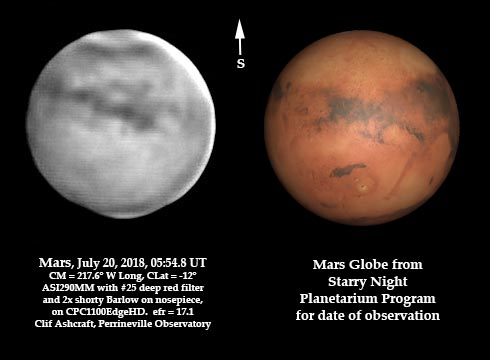 S
Mars, July 20, 2018, 05:54.8 UT
CM = 217.6° W Long, CLat = -12°
ASI290MM with #25 deep red filter
and 2x shorty Barlow on nosepiece,
on CPC1100EdgeHD.  efr = 17.1
Clif Ashcraft, Perrineville Observatory
Mars Globe from
Starry Night
Planetarium Program
for date of observation